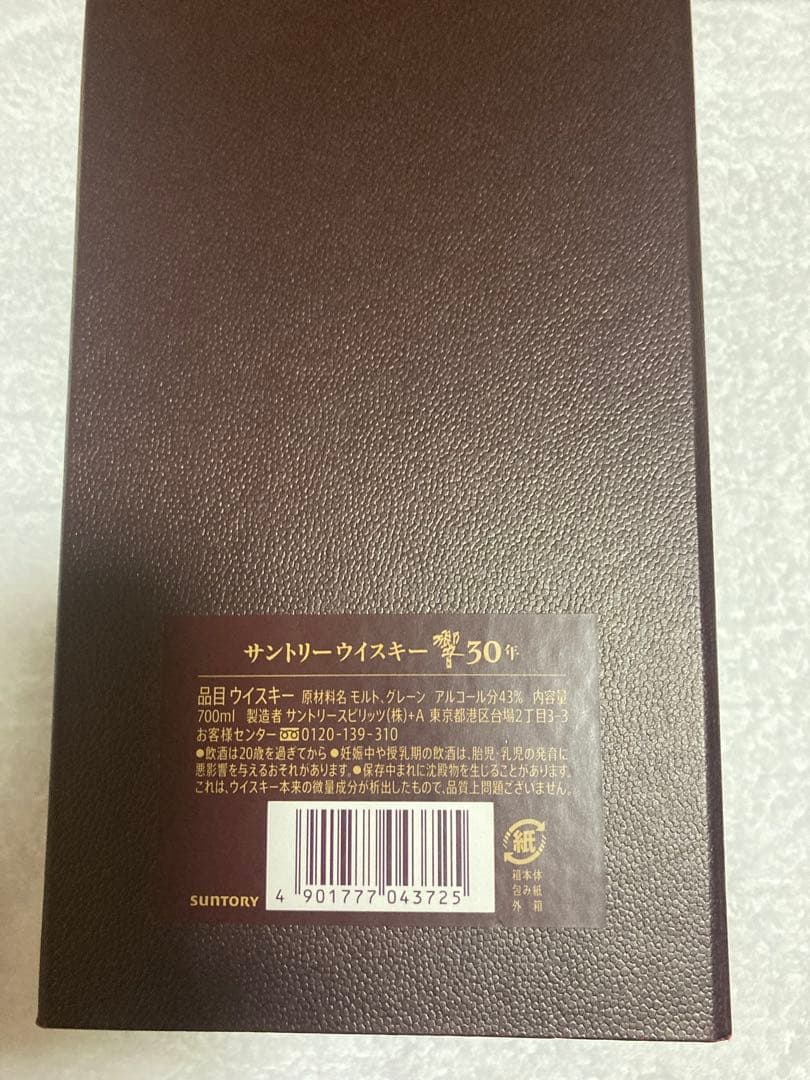 サントリーウイスキー 響30年
品目 ウイスキー 原材料名 モルト、グレーン アルコール分43% 内容量
700ml 製造者 サントリースピリッツ(株)+A 東京都港区台場2丁目3-3
お客様センター 0120-139-310
●飲酒は20歳を過ぎてから ●妊娠中や授乳期の飲酒は、胎児・乳児の発育に
悪影響を与えるおそれがあります。●保存中まれに沈殿物を生じることがあります。
これは、ウイスキー本来の微量成分が析出したもので、品質上問題ございません。
紙
箱本体
包み紙
外 箱
SUNTORY
4 901777 043725